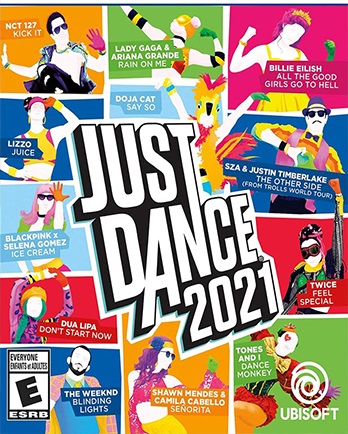 NCT 127
KICK IT
LADY GAGA &
ARIANA GRANDE
RAIN ON ME
BILLIE EILISH
ALL THE GOOD
GIRLS GO TO HELL
DOJA CAT
SAY SO
LIZZO
JUICE
JUST
DANCE
2021
SZA & JUSTIN TIMBERLAKE
THE OTHER SIDE
(FROM TROLLS WORLD TOUR)
BLACKPINK X
SELENA GOMEZ
ICE CREAM
TWICE
FEEL
SPECIAL
DUA LIPA
DON'T START NOW
EVERYONE
ENFANTS et ADULTES
E
ESRB
THE WEEKND
BLINDING
LIGHTS
SHAWN MENDES &
CAMILA CABELLO
SEÑORITA
TONES
AND I
DANCE
MONKEY
UBISOFT